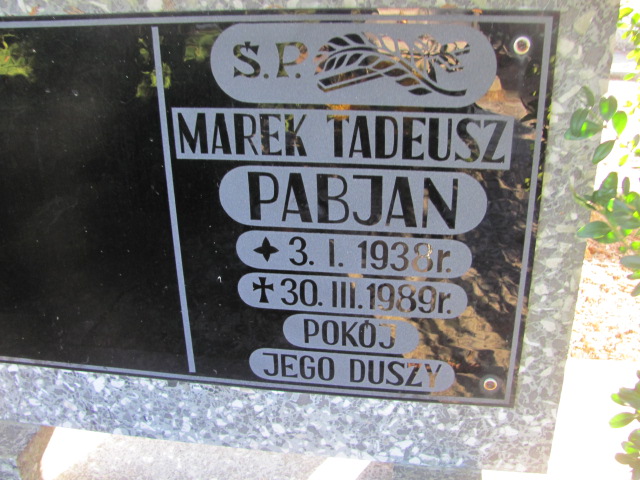 Ś.P.
MAREK TADEUSZ
PABJAN
3. I. 1938r.
30. III. 1989r.
POKÓJ
JEGO DUSZY